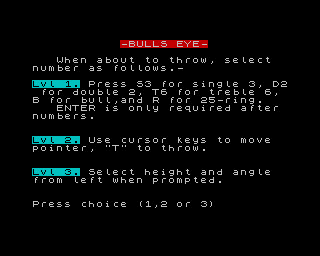 -BULLS EYE-
When about to throw, select
number as follows.-
Lvl 1. Press S3 for single 3, D2
for double 2, T6 for treble 6,
B for bull,and R for 25-ring.
ENTER is only required after
numbers.
Lvl 2. Use cursor keys to move
pointer, "T" to throw.
Lvl 3. Select height and angle
from left when prompted.
Press choice (1,2 or 3)